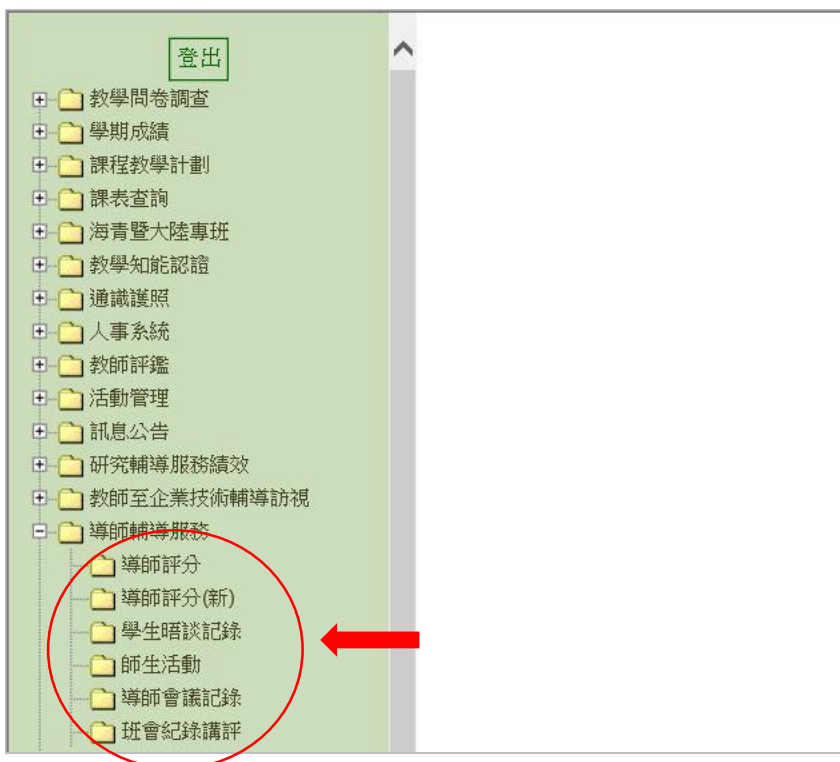 登出
教學問卷調查
學期成績
課程教學計劃
課表查詢
海青暨大陸專班
教學知能認證
通識護照
人事系統
教師評鑑
活動管理
訊息公告
研究輔導服務績效
教師至企業技術輔導訪視
導師輔導服務
導師評分
導師評分(新)
學生晤談記錄
師生活動
導師會議記錄
班會紀錄講評